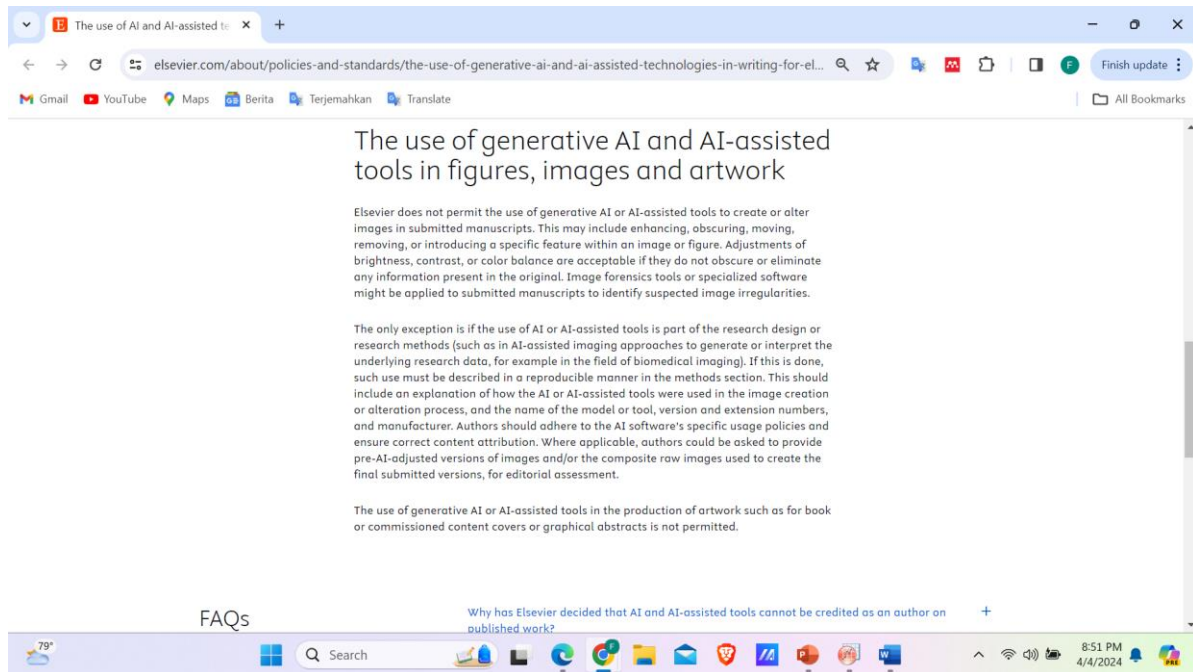 The use of AI and AI-assisted te
elsevier.com/about/policies-and-standards/the-use-of-generative-ai-and-ai-assisted-technologies-in-writing-for-el...
F
Finish update
Gmail
YouTube
Maps
Berita
Terjemahkan
Translate
All Bookmarks
The use of generative AI and AI-assisted
tools in figures, images and artwork
Elsevier does not permit the use of generative AI or AI-assisted tools to create or alter
images in submitted manuscripts. This may include enhancing, obscuring, moving,
removing, or introducing a specific feature within an image or figure. Adjustments of
brightness, contrast, or color balance are acceptable if they do not obscure or eliminate
any information present in the original. Image forensics tools or specialized software
might be applied to submitted manuscripts to identify suspected image irregularities.
The only exception is if the use of AI or AI-assisted tools is part of the research design or
research methods (such as in AI-assisted imaging approaches to generate or interpret the
underlying research data, for example in the field of biomedical imaging). If this is done,
such use must be described in a reproducible manner in the methods section. This should
include an explanation of how the AI or AI-assisted tools were used in the image creation
or alteration process, and the name of the model or tool, version and extension numbers,
and manufacturer. Authors should adhere to the AI software's specific usage policies and
ensure correct content attribution. Where applicable, authors could be asked to provide
pre-AI-adjusted versions of images and/or the composite raw images used to create the
final submitted versions, for editorial assessment.
The use of generative AI or AI-assisted tools in the production of artwork such as for book
or commissioned content covers or graphical abstracts is not permitted.
FAQs
Why has Elsevier decided that AI and AI-assisted tools cannot be credited as an author on
published work?
79°
Search
8:51 PM
4/4/2024